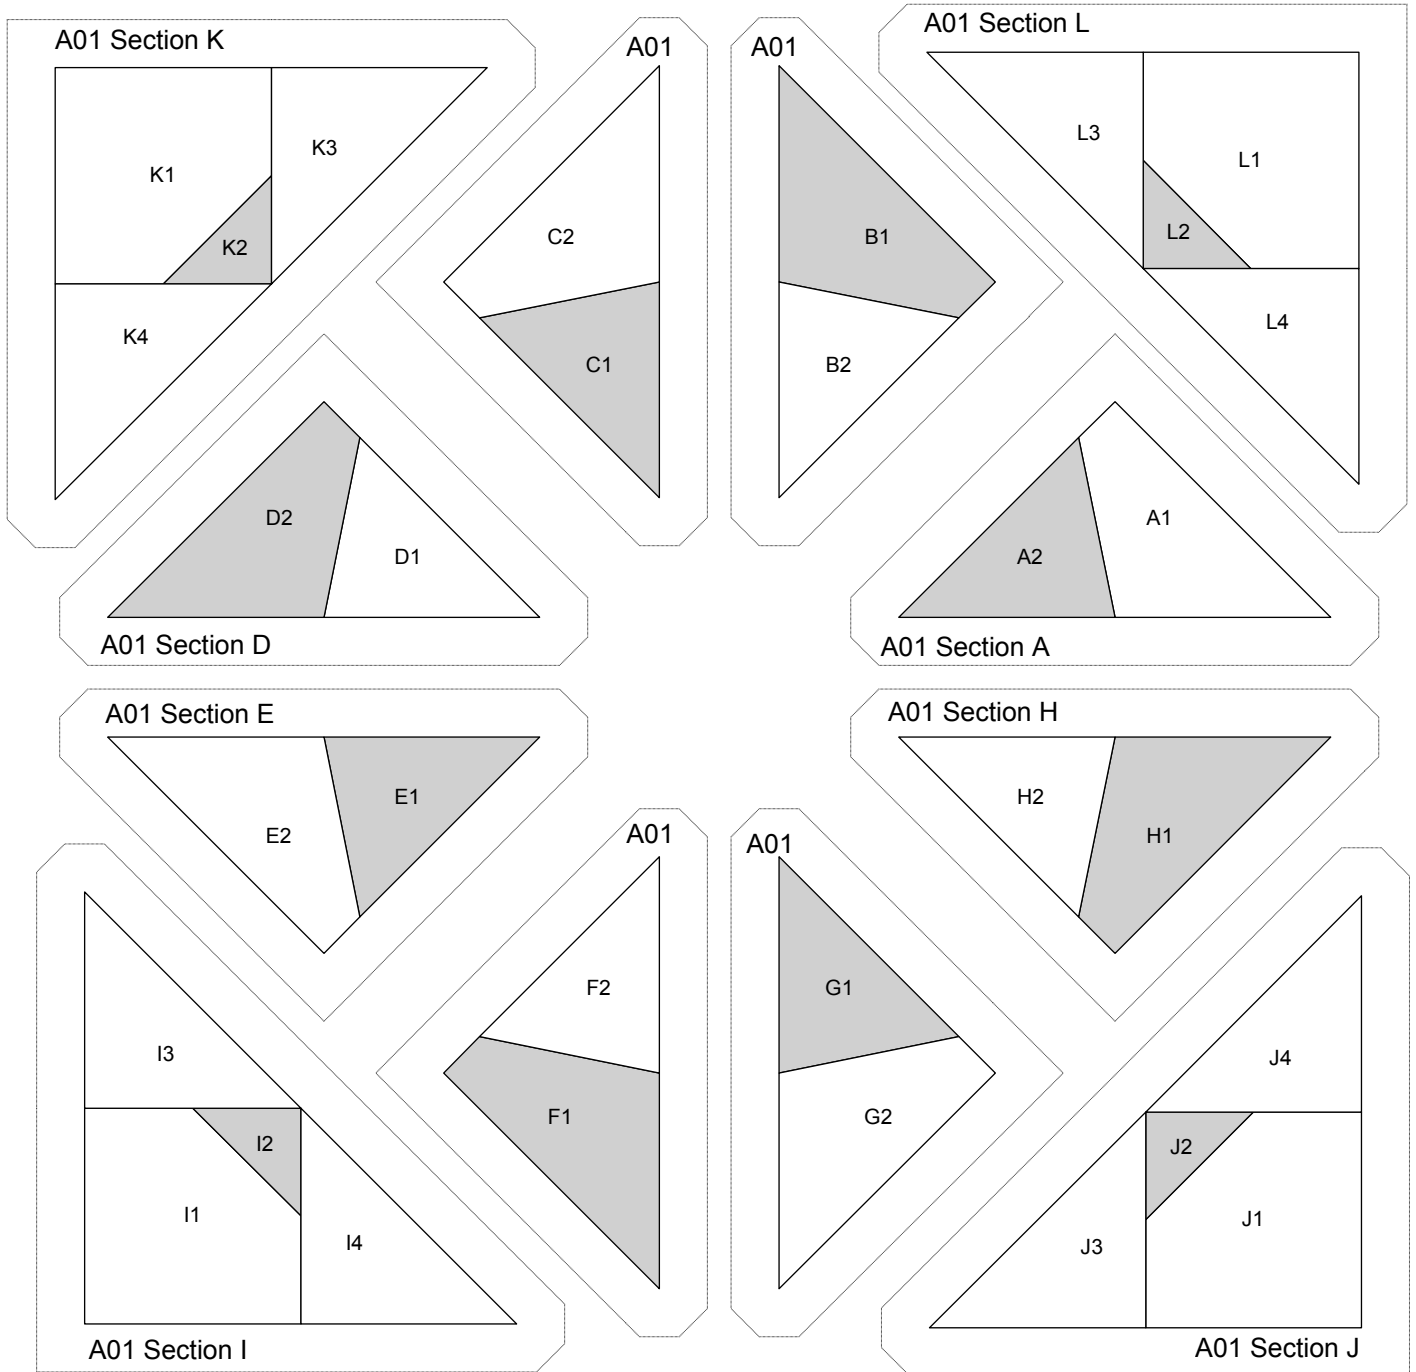 A01 Section K
A01
A01
A01 Section L
K1
K3
K2
K4
C2
C1
B1
B2
L3
L1
L2
L4
D2
D1
A01 Section D
A2
A1
A01 Section A
A01 Section E
E2
E1
A01 Section H
H2
H1
A01
A01
I3
I2
I1
I4
A01 Section I
F2
F1
G1
G2
J4
J2
J1
J3
A01 Section J